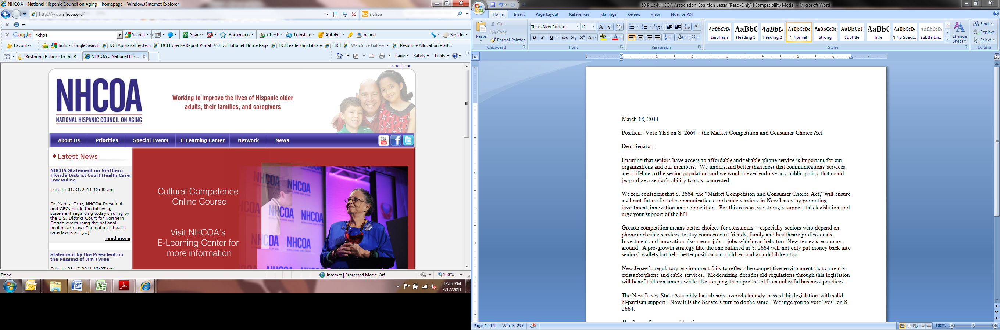 NHCOA :: National Hispanic Council on Aging :: homepage - Windows Internet Explorer
http://www.nhcoa.org/
nchoa
Google
nchoa
Search
Share
Bookmarks
Check
Translate
AutoFill
nchoa
Sign In
Favorites
hulu - Google Search
DCI Appraisal System
DCI Expense Report Portal
DCI DCI Intranet Home Page
DCI Leadership Library
HRB
Web Slice Gallery
Resource Allocation Platf...
Restoring Balance to the R...
NHCOA :: National His...
Page
Safety
Tools
+ A | - A
NHCOA
NATIONAL HISPANIC COUNCIL ON AGING
Working to improve the lives of Hispanic older
adults, their families, and caregivers
About Us
Priorities
Special Events
E-Learning Center
Network
News
You Tube
Latest News
NHCOA Statement on Northern
Florida District Court Health Care
Law Ruling
Dated : 01/31/2011 12:00 am
Dr. Yanira Cruz, NHCOA President
and CEO, made the following
statement regarding today's ruling by
the U.S. District Court for Northern
Florida overturning the national
health care law: The national health
care law is a f [...]
read more
Statement by the President on
the Passing of Jim Tyree
Dated : 03/17/2011 12:27 pm
Cultural Competence
Online Course
Visit NHCOA's
E-Learning Center for
more information
NHCOA
NHCOA
NHCOA
NHCOA
NHCOA
Done
Internet | Protected Mode: Off
100%
12:13 PM
3/17/2011
60 Plus-NHCOA Association Coalition Letter (Read-Only) [Compatibility Mode] - Microsoft Word
Home
Insert
Page Layout
References
Mailings
Review
View
Nuance PDF
Paste
Cut
Copy
Format Painter
Clipboard
Times New Roman
12
Font
Paragraph
AaBbCcDc
Emphasis
AaBbC
Heading 1
AaBbCc
Heading 2
AaBbCcDc
¶ Normal
AaBbCcDc
Strong
AaBbCcI
Subtitle
AaBbC
Title
AaBbCcDc
¶ No Spaci...
AaBbCcDc
Subtle Em...
Change
Styles
Styles
Find
Replace
Select
Editing
March 18, 2011
Position: Vote YES on S. 2664 – the Market Competition and Consumer Choice Act
Dear Senator:
Ensuring that seniors have access to affordable and reliable phone service is important for our
organizations and our members. We understand better than most that communications services
are a lifeline to the senior population and we would never endorse any public policy that could
jeopardize a senior's ability to stay connected.
We feel confident that S. 2664, the “Market Competition and Consumer Choice Act,” will ensure
a vibrant future for telecommunications and cable services in New Jersey by promoting
investment, innovation and competition. For this reason, we strongly support this legislation and
urge your support of the bill.
Greater competition means better choices for consumers – especially seniors who depend on
phone and cable services to stay connected to friends, family and healthcare professionals.
Investment and innovation also means jobs - jobs which can help turn New Jersey's economy
around. A pro-growth strategy like the one outlined in S. 2664 will not only put money back into
seniors' wallets but help better position our children and grandchildren too.
New Jersey's regulatory environment fails to reflect the competitive environment that currently
exists for phone and cable services. Modernizing decades old regulations through this legislation
will benefit all consumers while also keeping them protected from unlawful business practices.
The New Jersey State Assembly has already overwhelmingly passed this legislation with solid
bi-partisan support. Now it is the Senate's turn to do the same. We urge you to vote “yes” on S.
2664.
Page: 1 of 1
Words: 293
100%